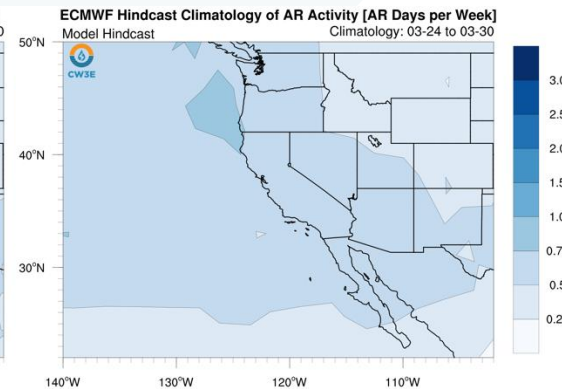 ECMWF Hindcast Climatology of AR Activity [AR Days per Week]
Model Hindcast
Climatology: 03-24 to 03-30
50°N
CW3E
40°N
30°N
140°W
130°W
120°W
110°W
3.0
2.5
2.0
1.5
1.0
0.7
0.5
0.2